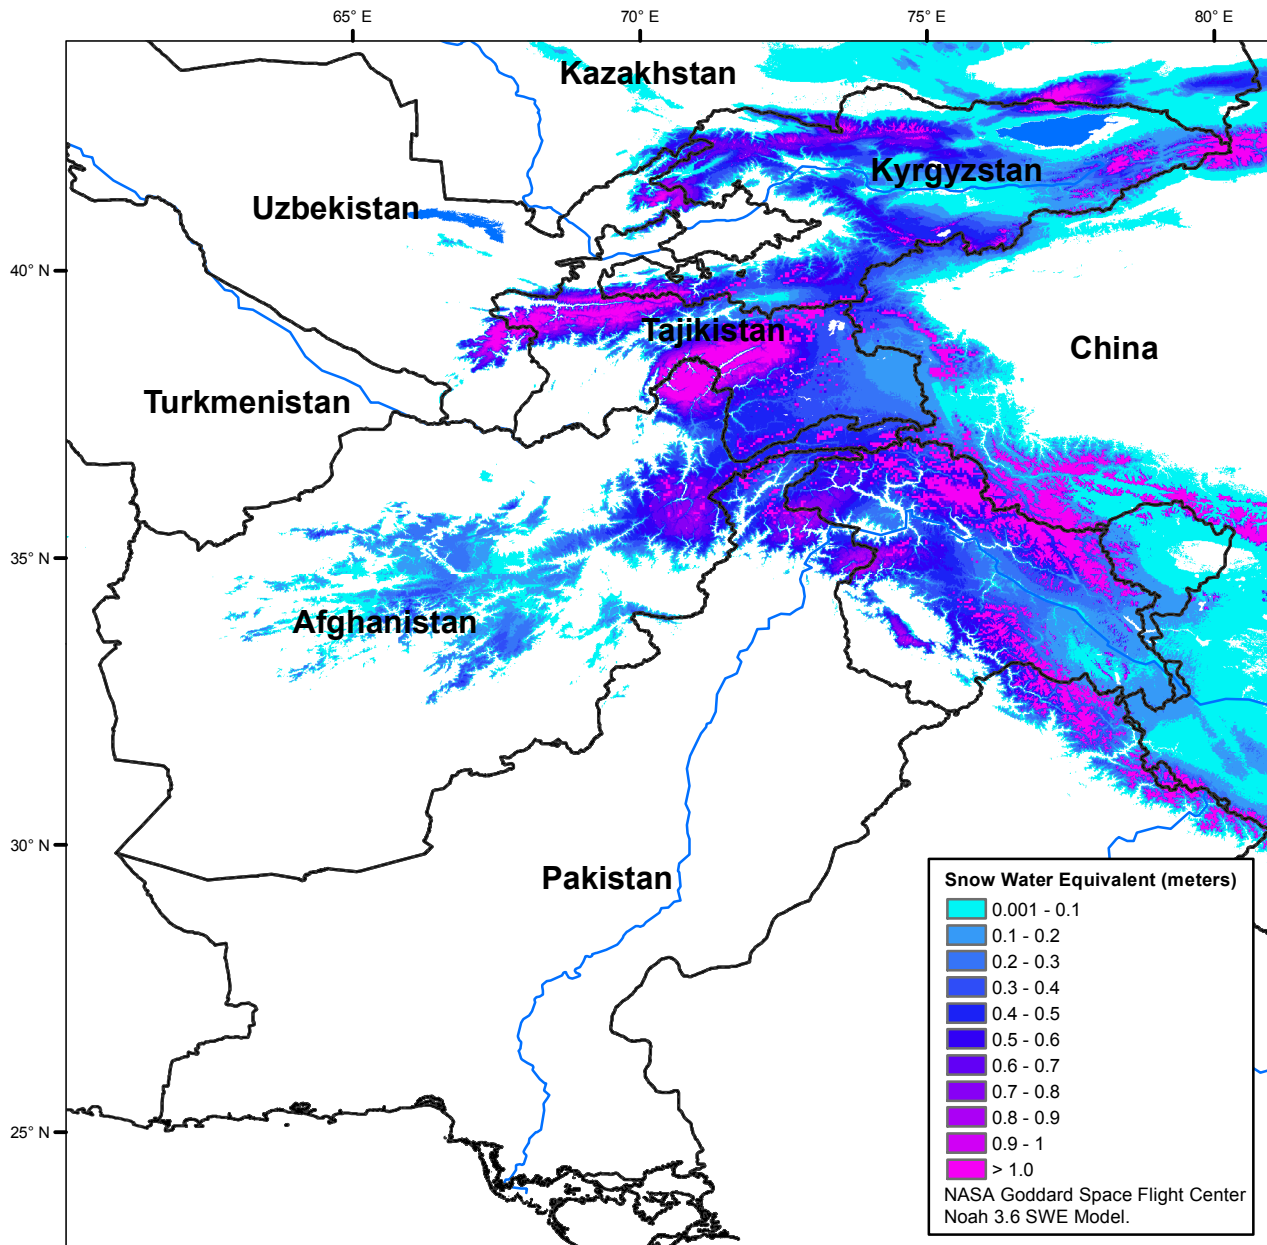 65° E
70° E
75° E
80° E
Kazakhstan
Kyrgyzstan
Uzbekistan
40° N
Tajikistan
China
Turkmenistan
35° N
Afghanistan
30° N
Pakistan
25° N
Snow Water Equivalent (meters)
0.001 - 0.1
0.1 - 0.2
0.2 - 0.3
0.3 - 0.4
0.4 - 0.5
0.5 - 0.6
0.6 - 0.7
0.7 - 0.8
0.8 - 0.9
0.9 - 1
> 1.0
NASA Goddard Space Flight Center
Noah 3.6 SWE Model.